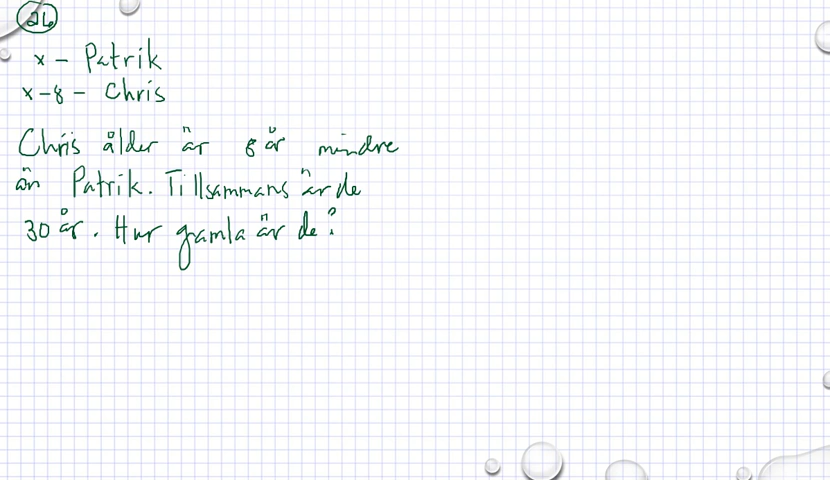 26
x - Patrik
x-8 - Chris
Chris ålder är 8 år mindre
än Patrik. Tillsammans är de
30 år. Hur gamla är de?